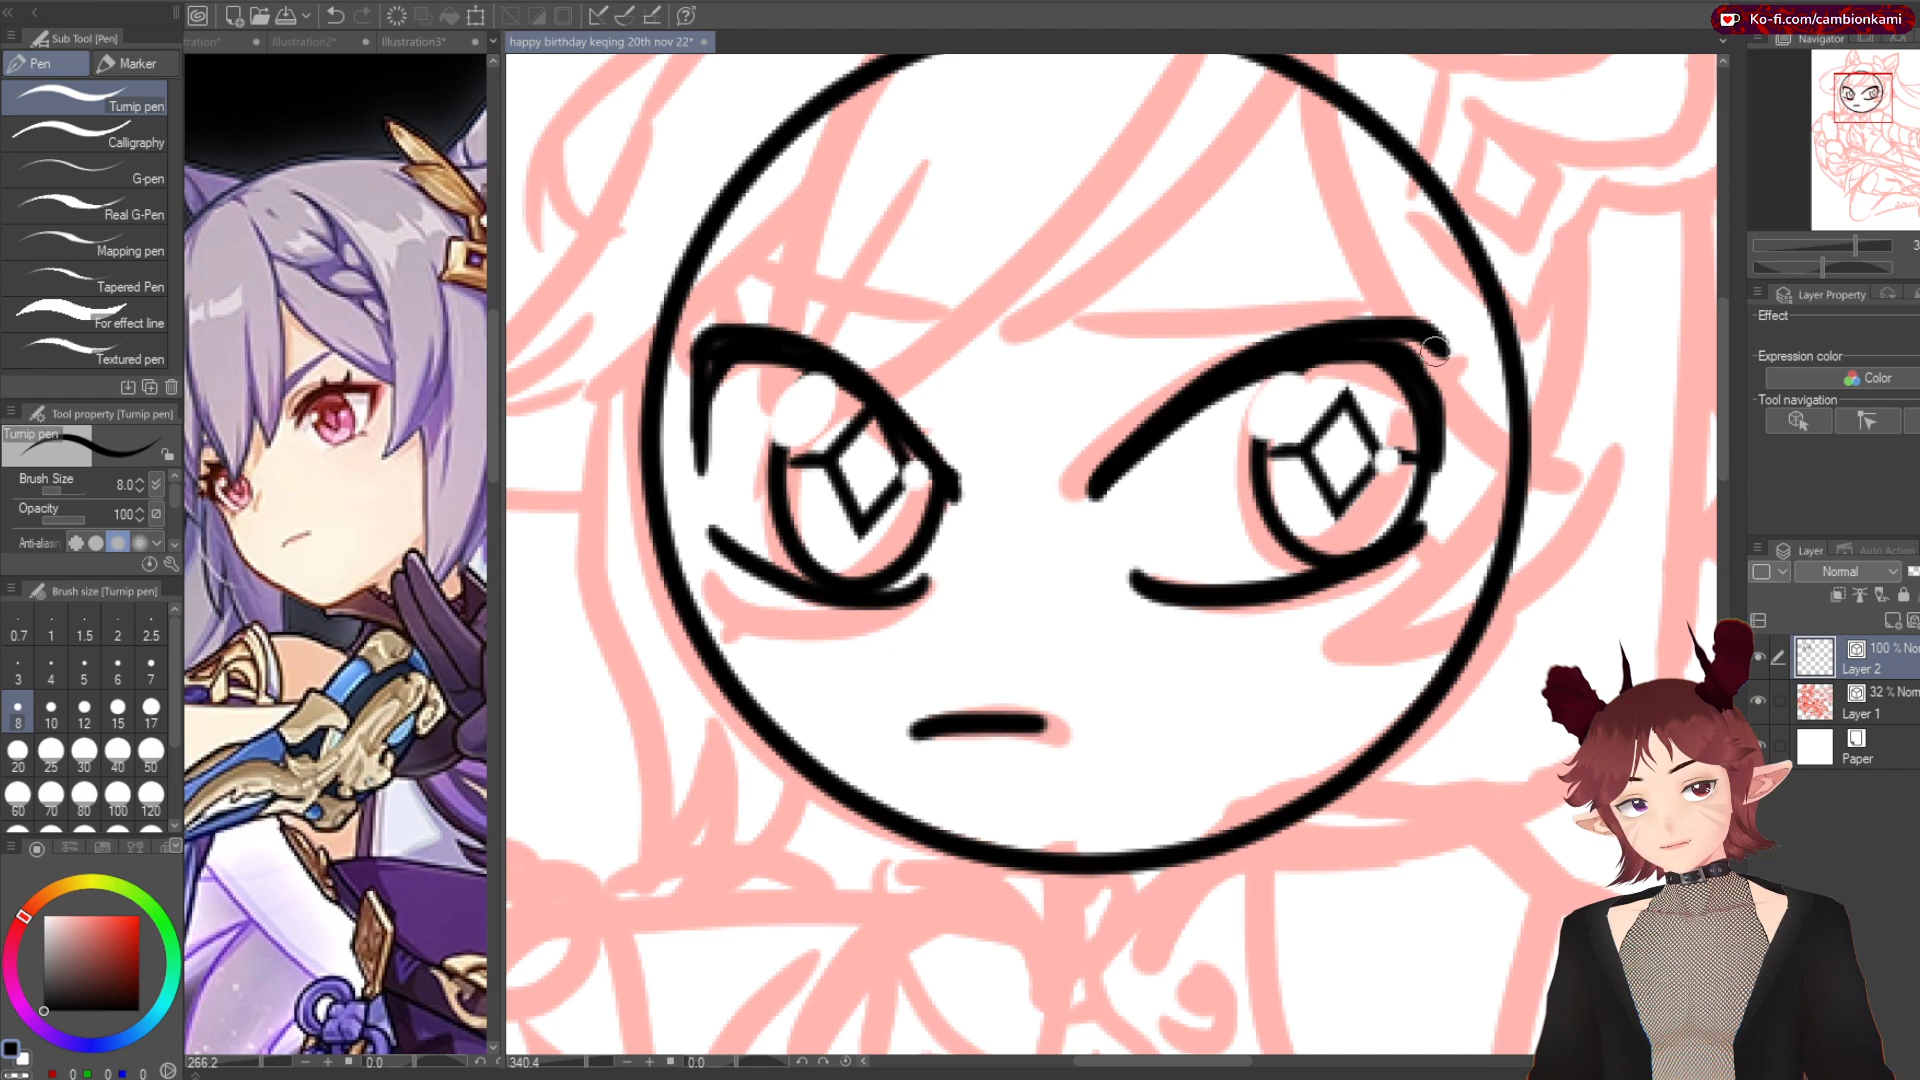 Ko-fi.com/cambionkami
Sub Tool [Pen]
Illustration2*
Illustration3*
happy birthday keqing 20th nov 22*
Navigator
Pen
Marker
Turnip pen
Calligraphy
G-pen
Real G-Pen
Mapping pen
Tapered Pen
For effect line
Textured pen
Tool property [Turnip pen]
Turnip pen
Brush Size
8.0
Opacity
100
Brush size [Turnip pen]
0.7 1 1.5 2 2.5
3 4 5 6 7
8 10 12 15 17
20 25 30 40 50
60 70 80 100 120
0 0 0
266.2
0.0
340.4
0.0
Layer Property
Effect
Expression color
Color
Tool navigation
Layer
Auto Action
Normal
100 %
Layer 2
32 %
Layer 1
Paper